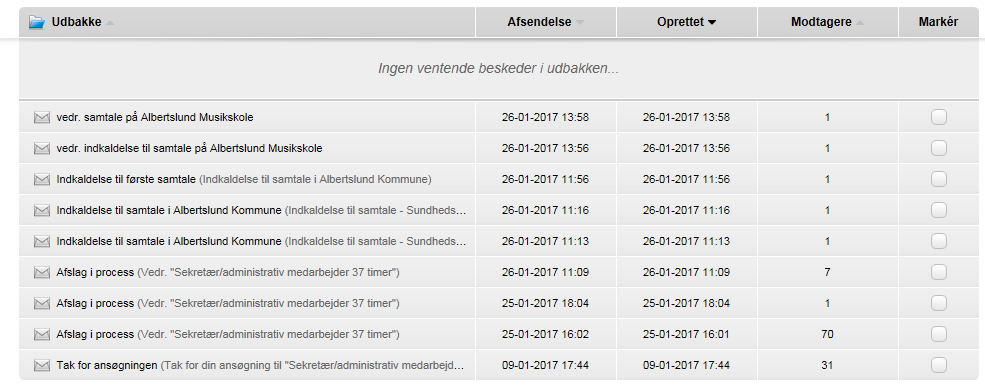 Udbakke Afsendelse Oprettet Modtagere Markér
Ingen ventende beskeder i udbakken...
vedr. samtale på Albertslund Musikskole 26-01-2017 13:58 26-01-2017 13:58 1
vedr. indkaldelse til samtale på Albertslund Musikskole 26-01-2017 13:56 26-01-2017 13:56 1
Indkaldelse til første samtale (Indkaldelse til samtale i Albertslund Kommune) 26-01-2017 11:56 26-01-2017 11:56 1
Indkaldelse til samtale i Albertslund Kommune (Indkaldelse til samtale - Sundheds... 26-01-2017 11:16 26-01-2017 11:16 1
Indkaldelse til samtale i Albertslund Kommune (Indkaldelse til samtale - Sundheds... 26-01-2017 11:13 26-01-2017 11:13 1
Afslag i process (Vedr. "Sekretær/administrativ medarbejder 37 timer") 26-01-2017 11:09 26-01-2017 11:09 7
Afslag i process (Vedr. "Sekretær/administrativ medarbejder 37 timer") 25-01-2017 18:04 25-01-2017 18:04 1
Afslag i process (Vedr. "Sekretær/administrativ medarbejder 37 timer") 25-01-2017 16:02 25-01-2017 16:01 70
Tak for ansøgningen (Tak for din ansøgning til "Sekretær/administrativ medarbejd... 09-01-2017 17:44 09-01-2017 17:44 31